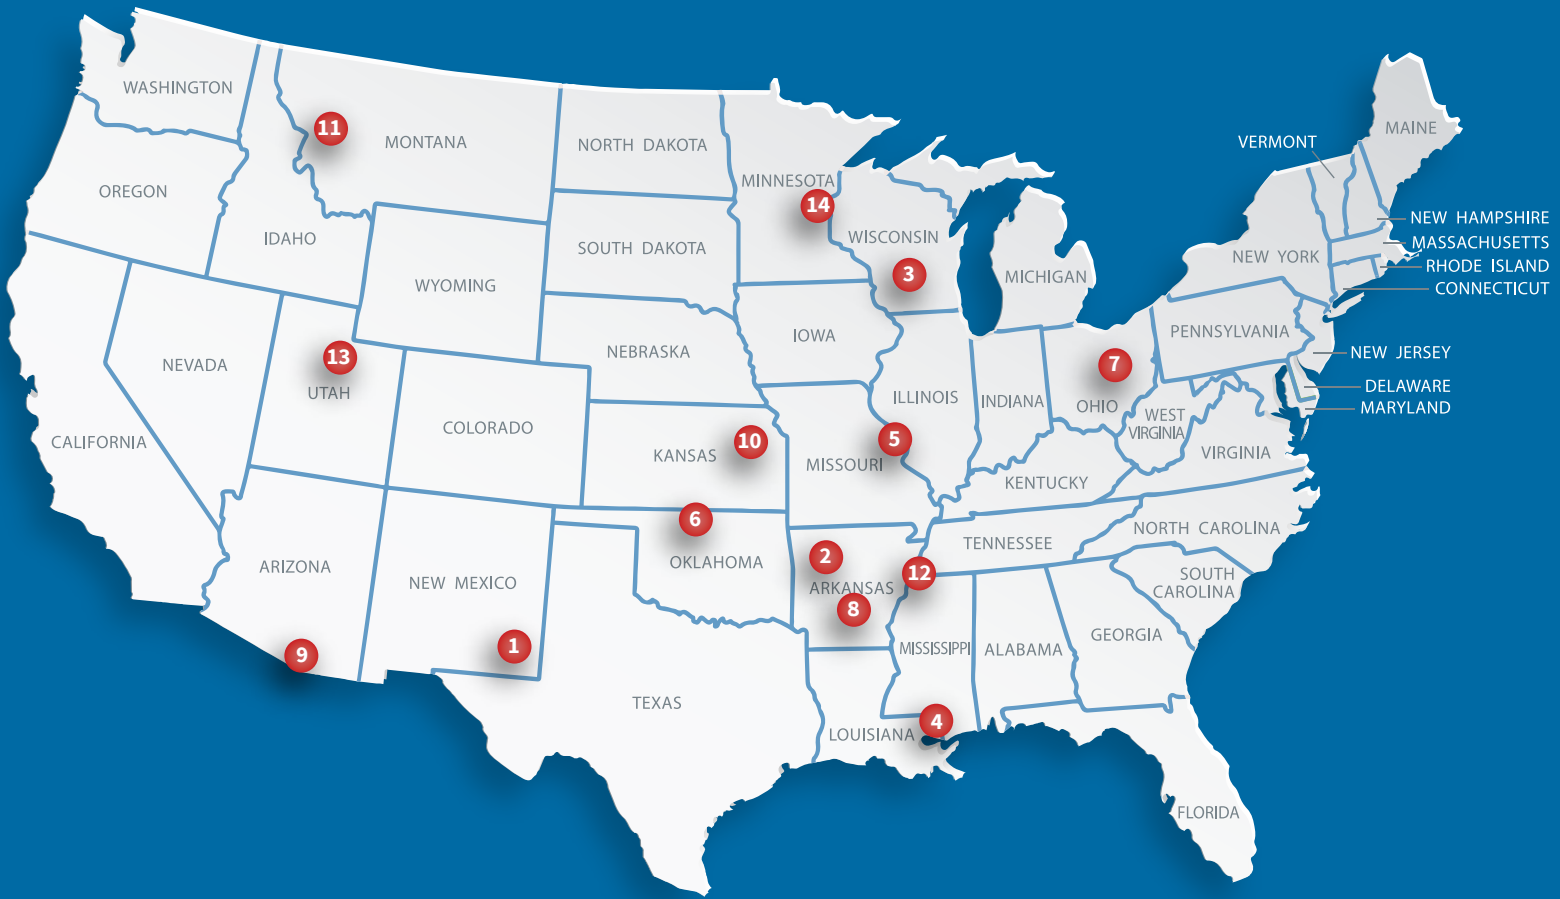 WASHINGTON
11
MONTANA
NORTH DAKOTA
MAINE
VERMONT
OREGON
MINNESOTA
14
IDAHO
SOUTH DAKOTA
WISCONSIN
NEW HAMPSHIRE
MASSACHUSETTS
NEW YORK
RHODE ISLAND
3
MICHIGAN
WYOMING
CONNECTICUT
PENNSYLVANIA
IOWA
NEBRASKA
NEW JERSEY
13
NEVADA
7
UTAH
ILLINOIS
INDIANA
OHIO
DELAWARE
MARYLAND
WEST
VIRGINIA
COLORADO
CALIFORNIA
10
KANSAS
5
MISSOURI
VIRGINIA
KENTUCKY
6
NORTH CAROLINA
TENNESSEE
OKLAHOMA
2
ARIZONA
12
NEW MEXICO
ARKANSAS
SOUTH
CAROLINA
8
GEORGIA
9
1
MISSISSIPPI
ALABAMA
TEXAS
4
LOUISIANA
FLORIDA